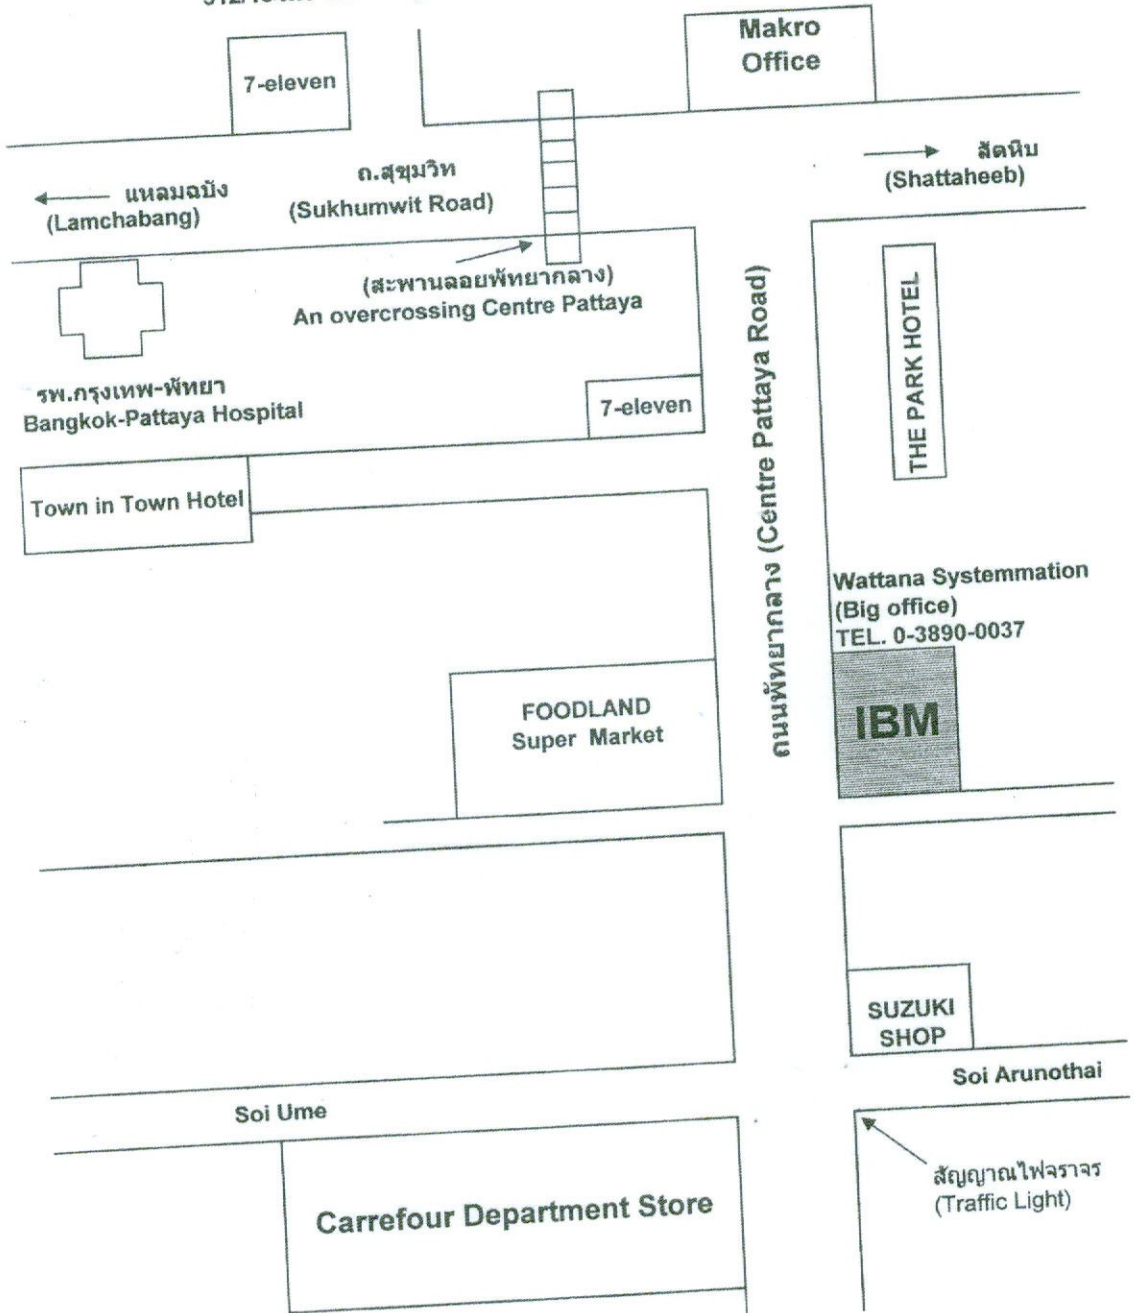 7-eleven
Makro
Office
ถ.สุขุมวิท
(Sukhumwit Road)
แหลมฉบัง
(Lamchabang)
สัตหีบ
(Shattaheeb)
(สะพานลอยพัทยากลาง)
An overcrossing Centre Pattaya
รพ.กรุงเทพ-พัทยา
Bangkok-Pattaya Hospital
7-eleven
THE PARK HOTEL
ถนนพัทยากลาง (Centre Pattaya Road)
Town in Town Hotel
Wattana Systemmation
(Big office)
TEL. 0-3890-0037
IBM
FOODLAND
Super Market
SUZUKI
SHOP
Soi Arunothai
Soi Ume
สัญญาณไฟจราจร
(Traffic Light)
Carrefour Department Store